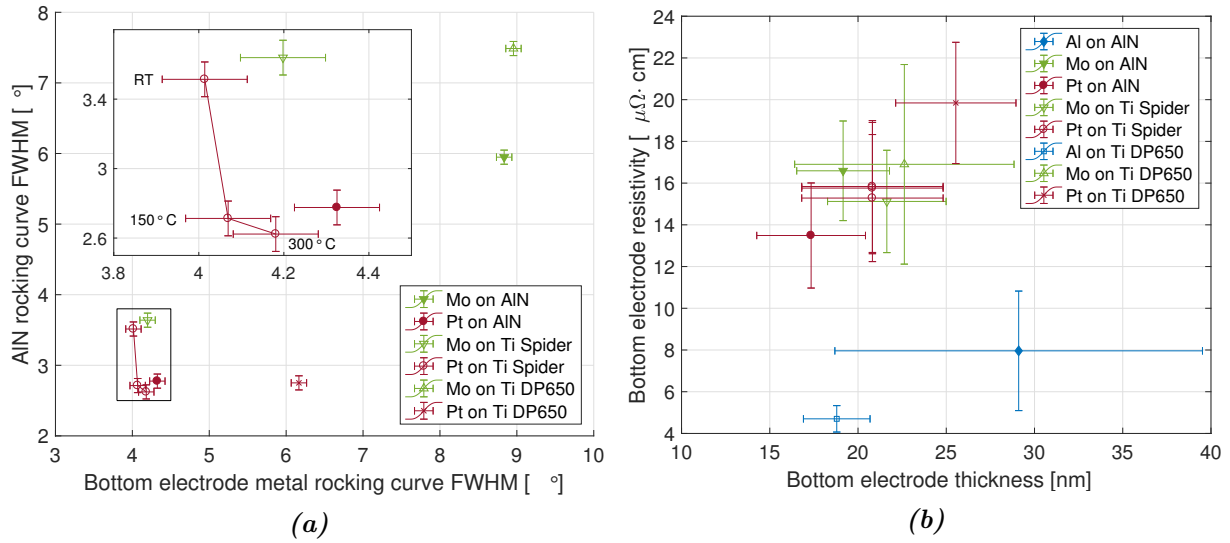 8
7
6
5
4
3
2
AlN rocking curve FWHM [ °]
3.4
3
2.6
RT
150°C
300°C
3.8
4
4.2
4.4
Mo on AlN
Pt on AlN
Mo on Ti Spider
Pt on Ti Spider
Mo on Ti DP650
Pt on Ti DP650
3 4 5 6 7 8 9 10
Bottom electrode metal rocking curve FWHM [ °]
(a)
24
22
20
18
16
14
12
10
8
6
4
Bottom electrode resistivity [ μΩ· cm]
Al on AlN
Mo on AlN
Pt on AlN
Mo on Ti Spider
Pt on Ti Spider
Al on Ti DP650
Mo on Ti DP650
Pt on Ti DP650
10 15 20 25 30 35 40
Bottom electrode thickness [nm]
(b)